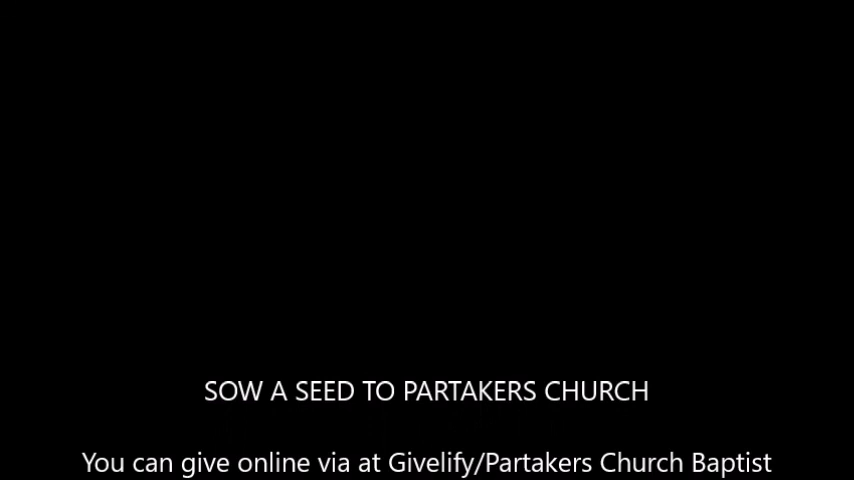 SOW A SEED TO PARTAKERS CHURCH
You can give online via at Givelify/Partakers Church Baptist